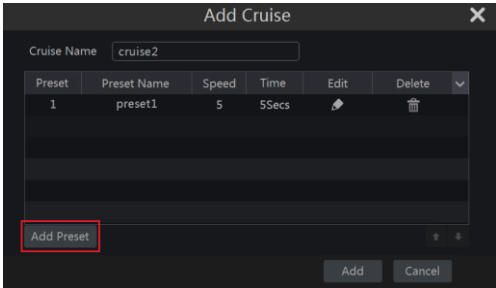 Add Cruise
Cruise Name cruise2
Preset Preset Name Speed Time Edit Delete
1 preset1 5 5Secs
Add Preset
Add Cancel